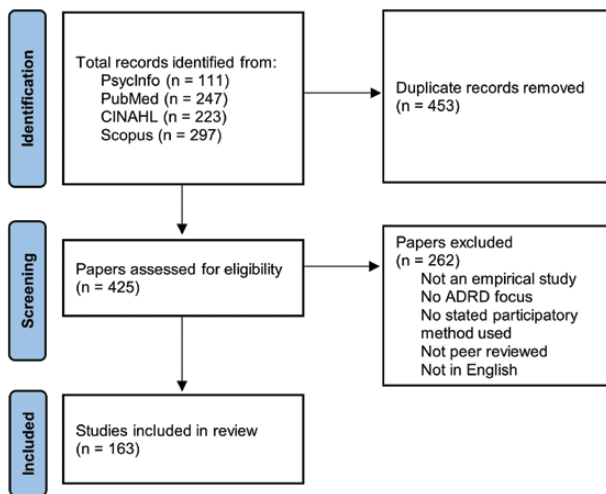 Identification
Total records identified from:
PsycInfo (n = 111)
PubMed (n = 247)
CINAHL (n = 223)
Scopus (n = 297)
Duplicate records removed
(n = 453)
Screening
Papers assessed for eligibility
(n = 425)
Papers excluded
(n = 262)
Not an empirical study
No ADRD focus
No stated participatory
method used
Not peer reviewed
Not in English
Included
Studies included in review
(n = 163)